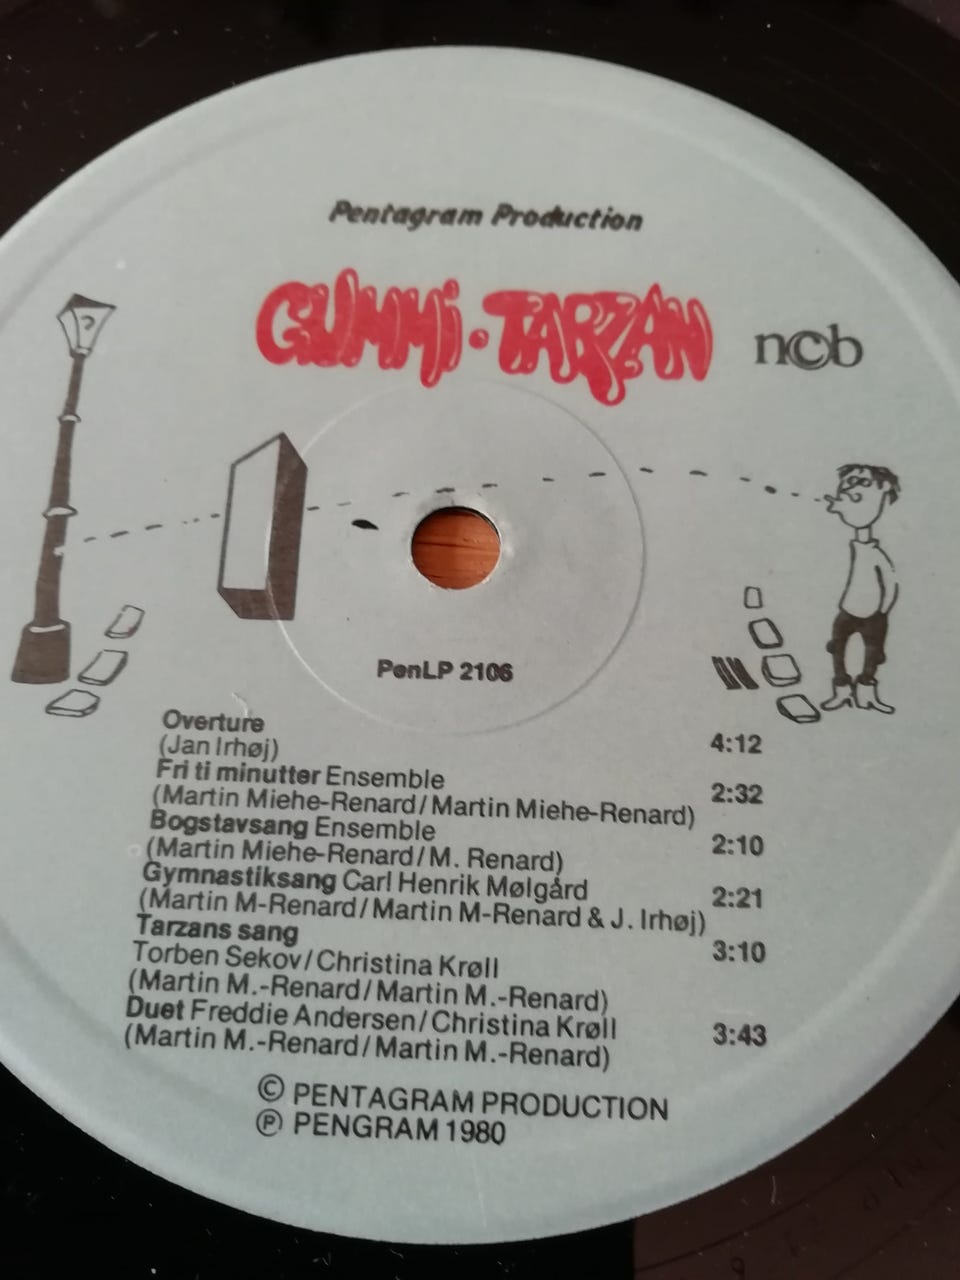 Pentagram Production
GUMMI·TARZAN
ncb
PenLP 2106
Overture
(Jan Irhøj) 4:12
Fri ti minutter Ensemble
(Martin Miehe-Renard/Martin Miehe-Renard) 2:32
Bogstavsang Ensemble
(Martin Miehe-Renard/M. Renard) 2:10
Gymnastiksang Carl Henrik Mølgård
(Martin M-Renard/Martin M-Renard & J. Irhøj) 2:21
Tarzans sang
Torben Sekov/Christina Krøll 3:10
(Martin M.-Renard/Martin M.-Renard)
Duet Freddie Andersen/Christina Krøll
(Martin M.-Renard/Martin M.-Renard) 3:43
© PENTAGRAM PRODUCTION
℗ PENGRAM 1980